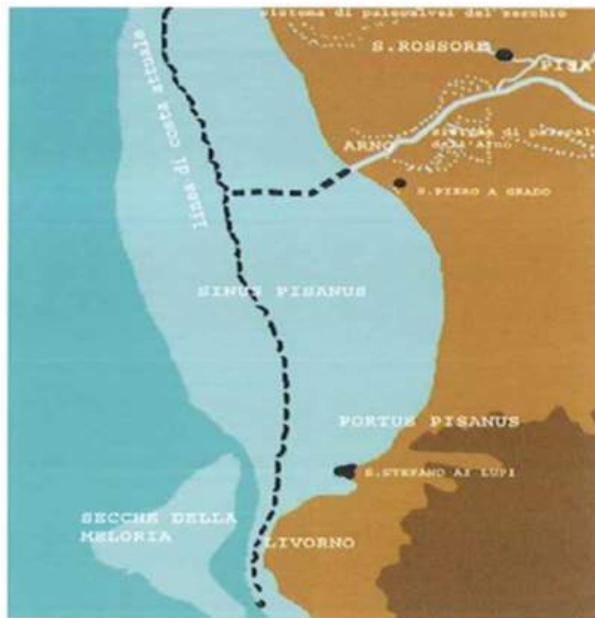 sistema di paleoalvei del serchio
S.ROSSORE
PISA
linea di costa attuale
ARNO
sistema di paleoalvei
dell'Arno
S.PIERO A GRADO
SINUS PISANUS
PORTUS PISANUS
S.STEFANO AI LUPI
SECCHE DELLA
MELORIA
LIVORNO